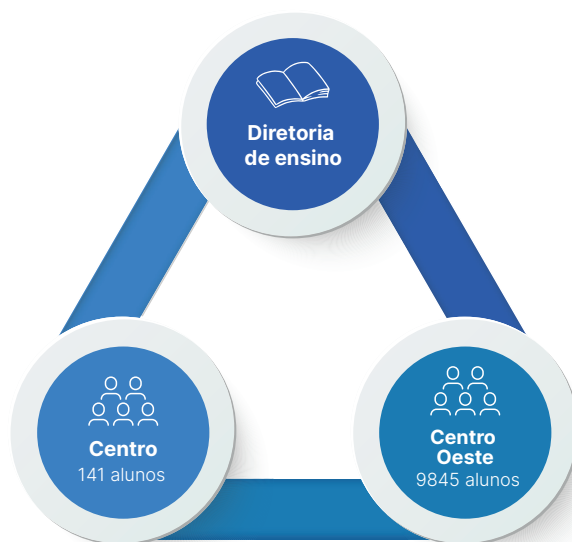 Diretoria
de ensino
Centro
141 alunos
Centro
Oeste
9845 alunos